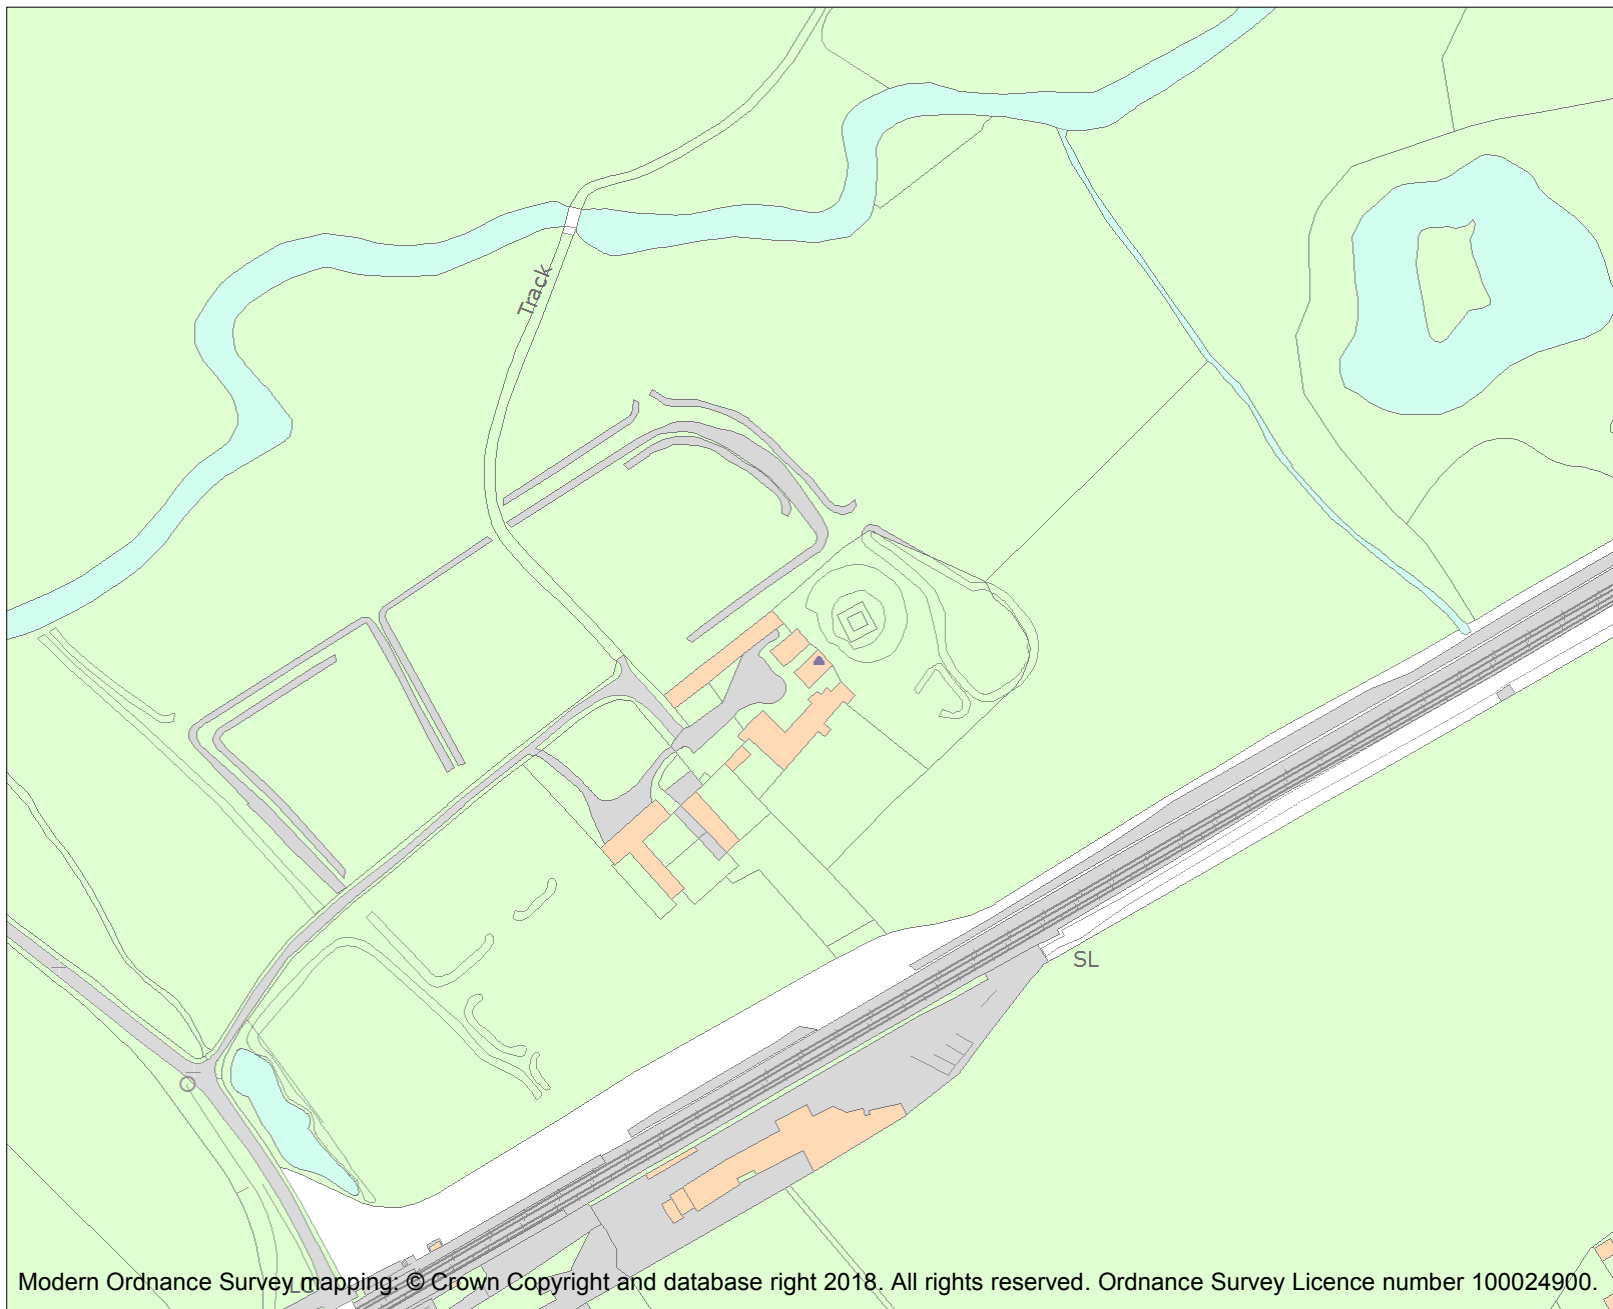 Track
SL
LC
Modern Ordnance Survey mapping: © Crown Copyright and database right 2018. All rights reserved. Ordnance Survey Licence number 100024900.